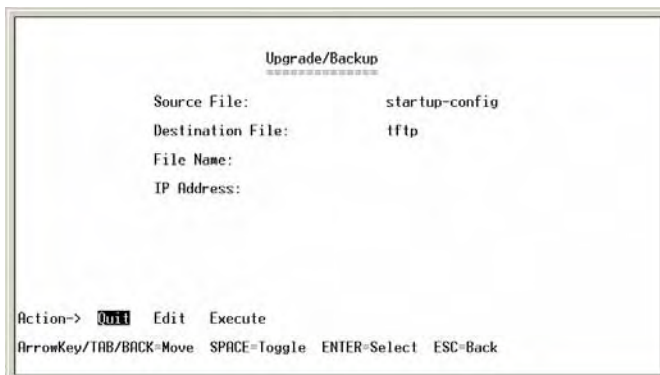 Upgrade/Backup
==============
Source File: startup-config
Destination File: tftp
File Name:
IP Address:
Action-> Quit Edit Execute
ArrowKey/TAB/BACK=Move SPACE=Toggle ENTER=Select ESC=Back